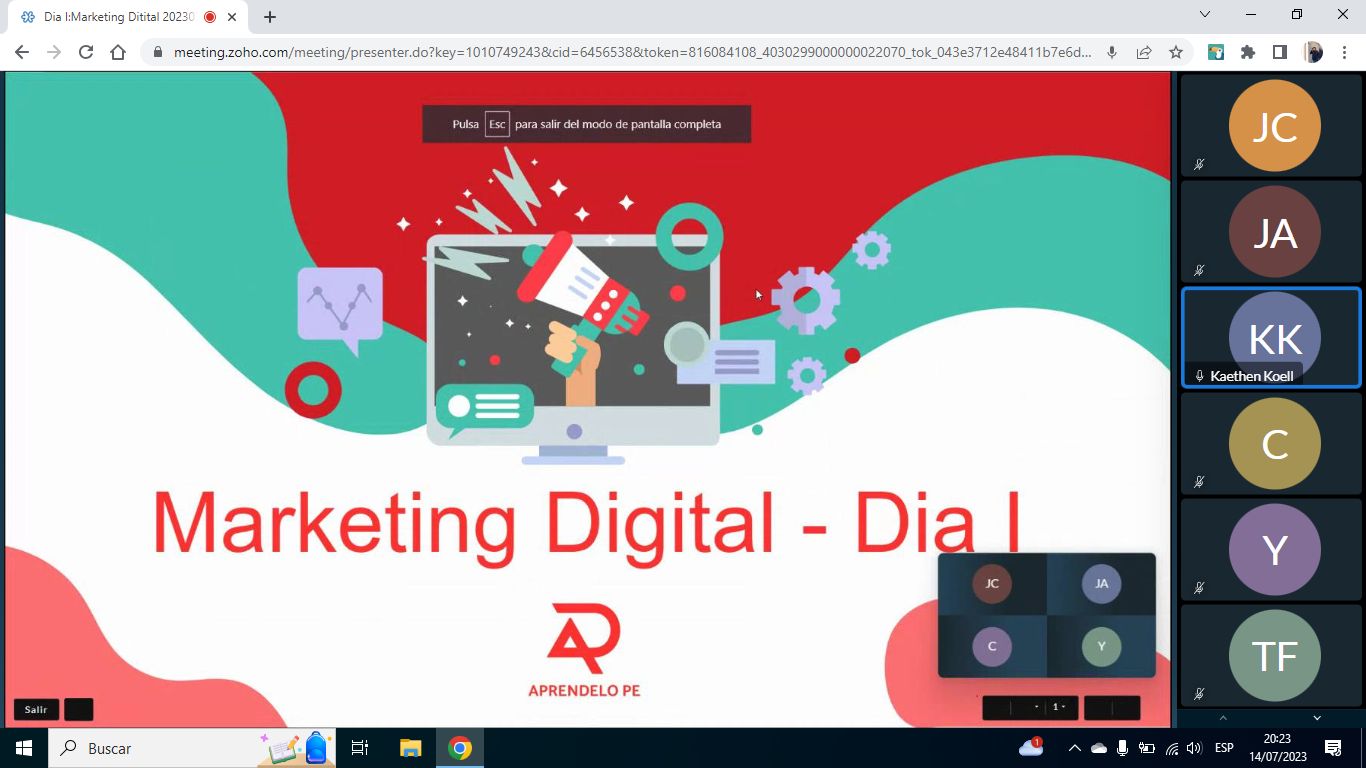 Dia I:Marketing Ditital 20230
meeting.zoho.com/meeting/presenter.do?key=1010749243&cid=6456538&token=816084108_4030299000000022070_tok_043e3712e48411b7e6d...
Pulsa Esc para salir del modo de pantalla completa
JC
JA
KK
Kaethen Koell
C
Y
TF
Marketing Digital - Dia I
JC
JA
C
Y
APRENDELO PE
Salir
1
Buscar
1
ESP
20:23
14/07/2023